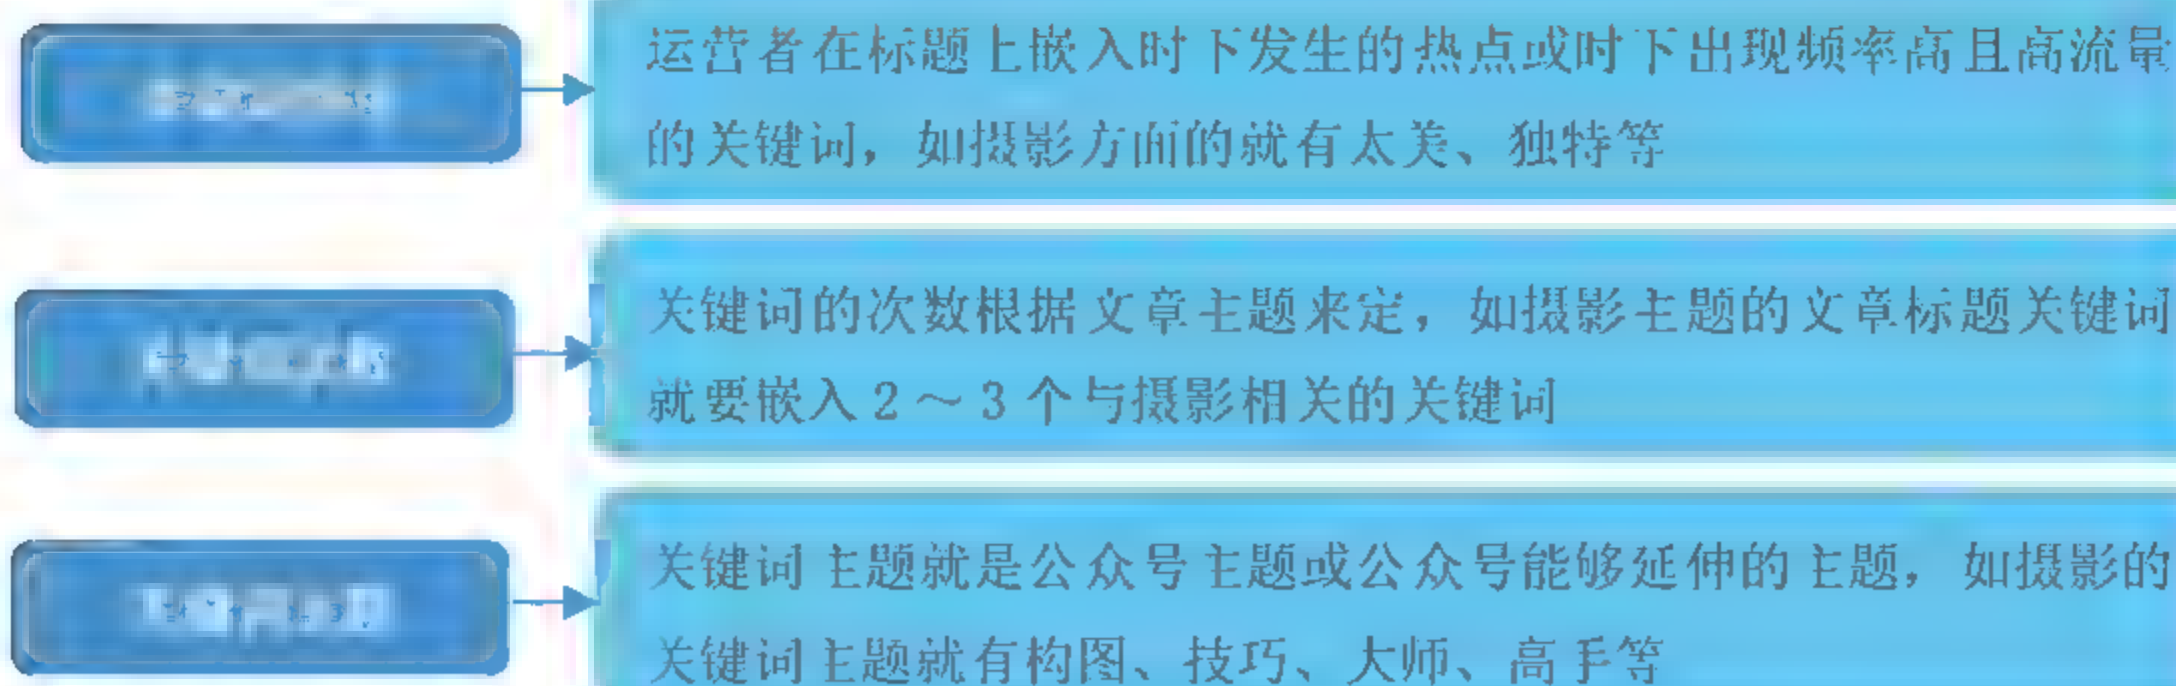 运营者在标题上嵌入时下发生的热点或时下出现频率高且高流量
的关键词，如摄影方面的就有太美、独特等
关键词的次数根据文章主题来定，如摄影主题的文章标题关键词
就要嵌入2～3个与摄影相关的关键词
关键词主题就是公众号主题或公众号能够延伸的主题，如摄影的
关键词主题就有构图、技巧、大师、高手等